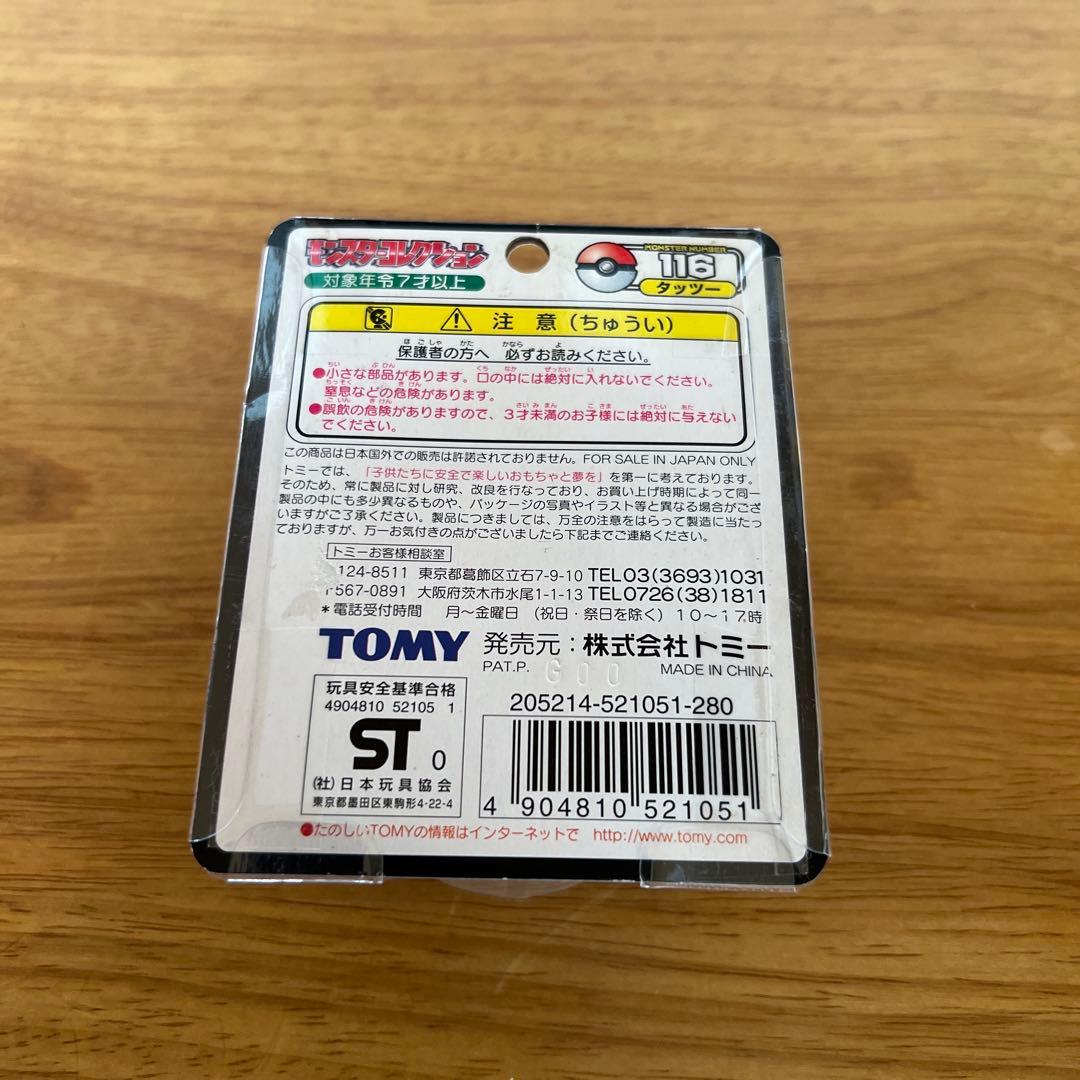 モンスターコレクション
対象年令7才以上
MONSTER NUMBER
116
タッツー
注意(ちゅうい)
保護者の方へ 必ずお読みください。
●小さな部品があります。口の中には絶対に入れないでください。
窒息などの危険があります。
●誤飲の危険がありますので、3才未満のお子様には絶対に与えない
でください。
この商品は日本国外での販売は許諾されておりません。FOR SALE IN JAPAN ONLY
トミーでは、「子供たちに安全で楽しいおもちゃと夢を」を第一に考えております。
そのため、常に製品に対し研究、改良を行なっており、お買い上げ時期によって同一
製品の中にも多少異なるものや、パッケージの写真やイラスト等と異なる場合がござ
いますがご了承ください。製品につきましては、万全の注意をはらって製造に当たっ
ておりますが、万一お気付きの点がございましたら下記までご連絡ください。
トミーお客様相談室
124-8511 東京都葛飾区立石7-9-10 TEL03(3693)1031
567-0891 大阪府茨木市水尾1-1-13 TEL0726(38)1811
*電話受付時間 月～金曜日 (祝日・祭日を除く) 10～17時
TOMY 発売元:株式会社トミー
PAT.P. G00 MADE IN CHINA
玩具安全基準合格
4904810 52105 1
ST 0
(社)日本玩具協会
東京都墨田区東駒形4-22-4
205214-521051-280
4 904810 521051
●たのしいTOMYの情報はインターネットで http://www.tomy.com